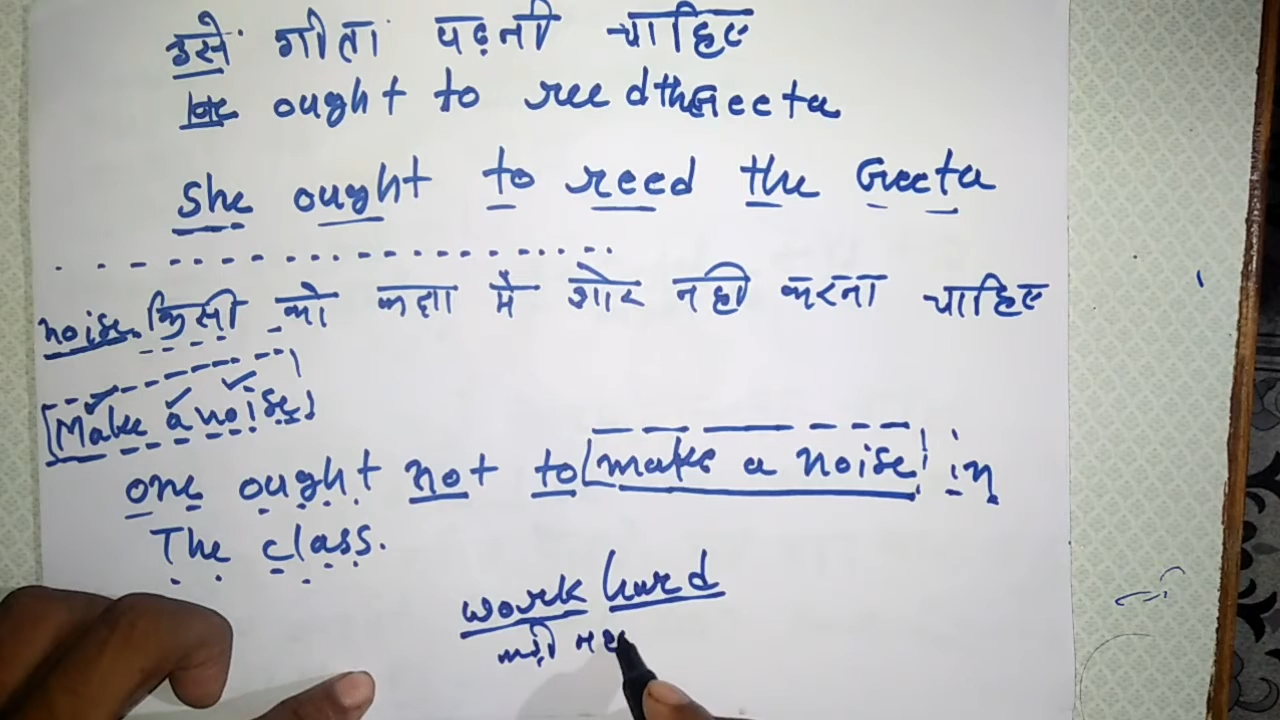 उसे गीता पढ़नी चाहिए
ought to reed the Geeta
She ought to reed the Geeta
noise. किसी को कक्षा मे शोर नही करना चाहिए
Make a noise
one ought not to make a noise in
The class.
work hard